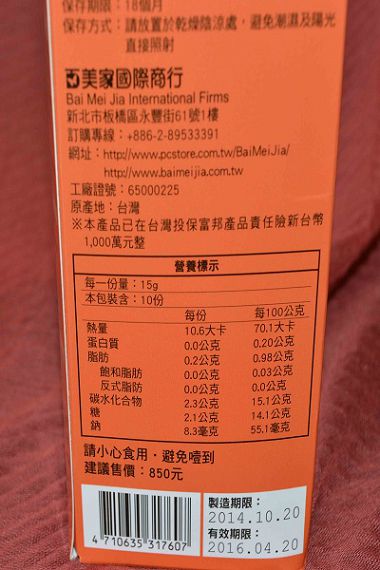 保存期限：18個月
保存方式：請放置於乾燥陰涼處，避免潮濕及陽光
直接照射
百美家國際商行
Bai Mei Jia International Firms
新北市板橋區永豐街61號1樓
訂購專線：+886-2-89533391
網址：http://www.pcstore.com.tw/BaiMeiJia/
http://www.baimeijia.com.tw
工廠證號：65000225
原產地：台灣
※本產品已在台灣投保富邦產品責任險新台幣
1,000萬元整
營養標示
每一份量：15g
本包裝含：10份
每份 每100公克
熱量 10.6大卡 70.1大卡
蛋白質 0.0公克 0.20公克
脂肪 0.2公克 0.98公克
飽和脂肪 0.0公克 0.03公克
反式脂肪 0.0公克 0.0公克
碳水化合物 2.3公克 15.1公克
糖 2.1公克 14.1公克
鈉 8.3毫克 55.1毫克
請小心食用，避免噎到
建議售價：850元
製造期限：
2014.10.20
有效期限：
2016.04.20
4 710635 317607